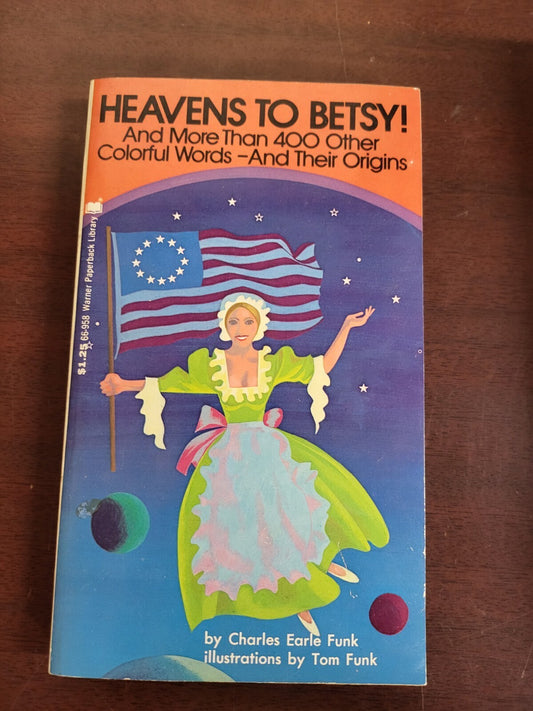 HEAVENS TO BETSY!
And More Than 400 Other
Colorful Words –And Their Origins
$1.25 66-958 Warner Paperback Library
by Charles Earle Funk
illustrations by Tom Funk